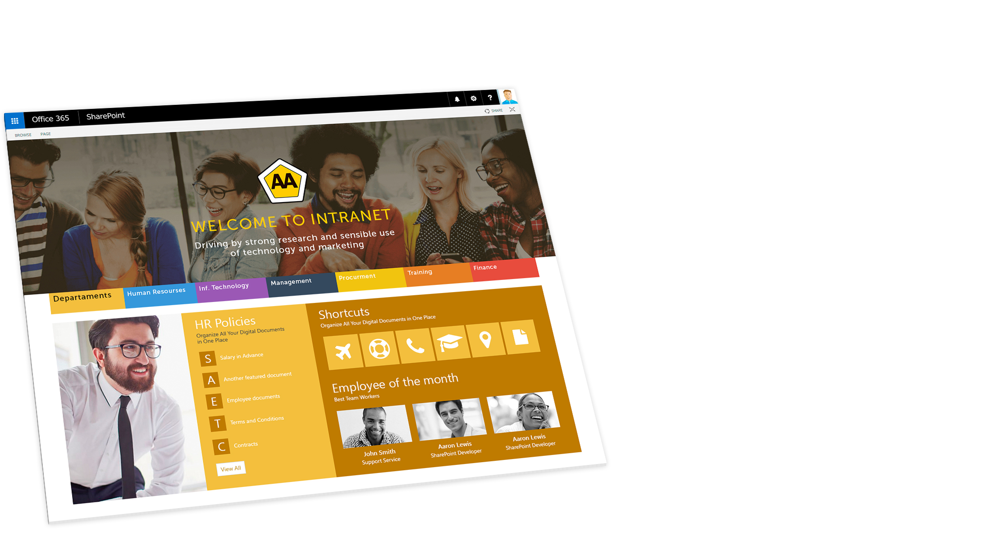 Office 365
SharePoint
?
BROWSE
PAGE
SHARE
AA
WELCOME TO INTRANET
Driving by strong research and sensible use
of technology and marketing
Departaments
Human Resourses
Inf. Technology
Management
Procurment
Training
Finance
HR Policies
Organize All Your Digital Documents
in One Place
S
Salary in Advance
A
Another featured document
E
Employee documents
T
Terms and Conditions
C
Contracts
View All
Shortcuts
Organize All Your Digital Documents in One Place
Employee of the month
Best Team Workers
John Smith
Support Service
Aaron Lewis
SharePoint Developer
Aaron Lewis
SharePoint Developer